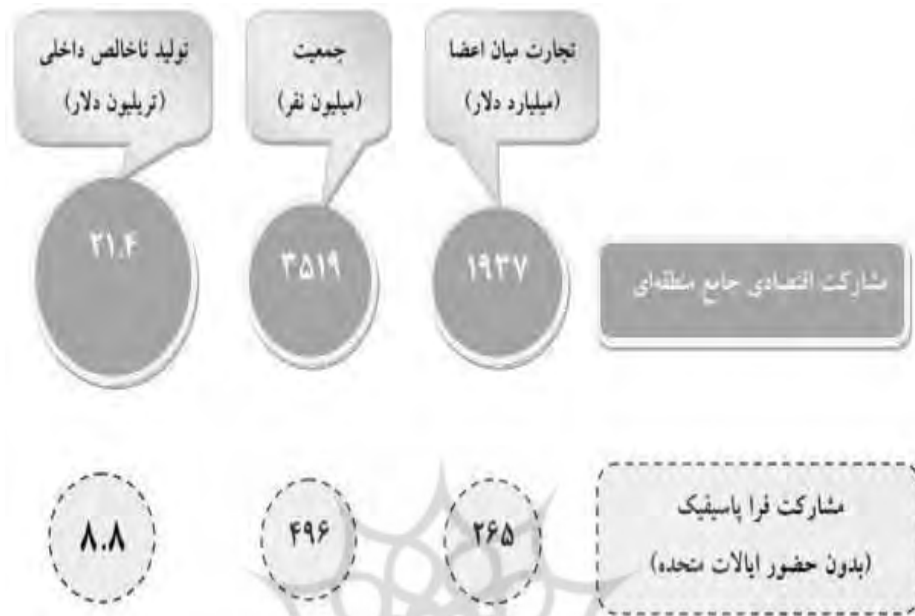 تجارت میان اعضا
(میلیارد دلار)
جمعیت
(میلیون نفر)
تولید ناخالص داخلی
(تریلیون دلار)
مشارکت اقتصادی جامع منطقه‌ای
۱۹۳۷
۳۵۱۹
۲۱.۴
مشارکت فرا پاسیفیک
(بدون حضور ایالات متحده)
۲۶۵
۴۹۶
۸.۸